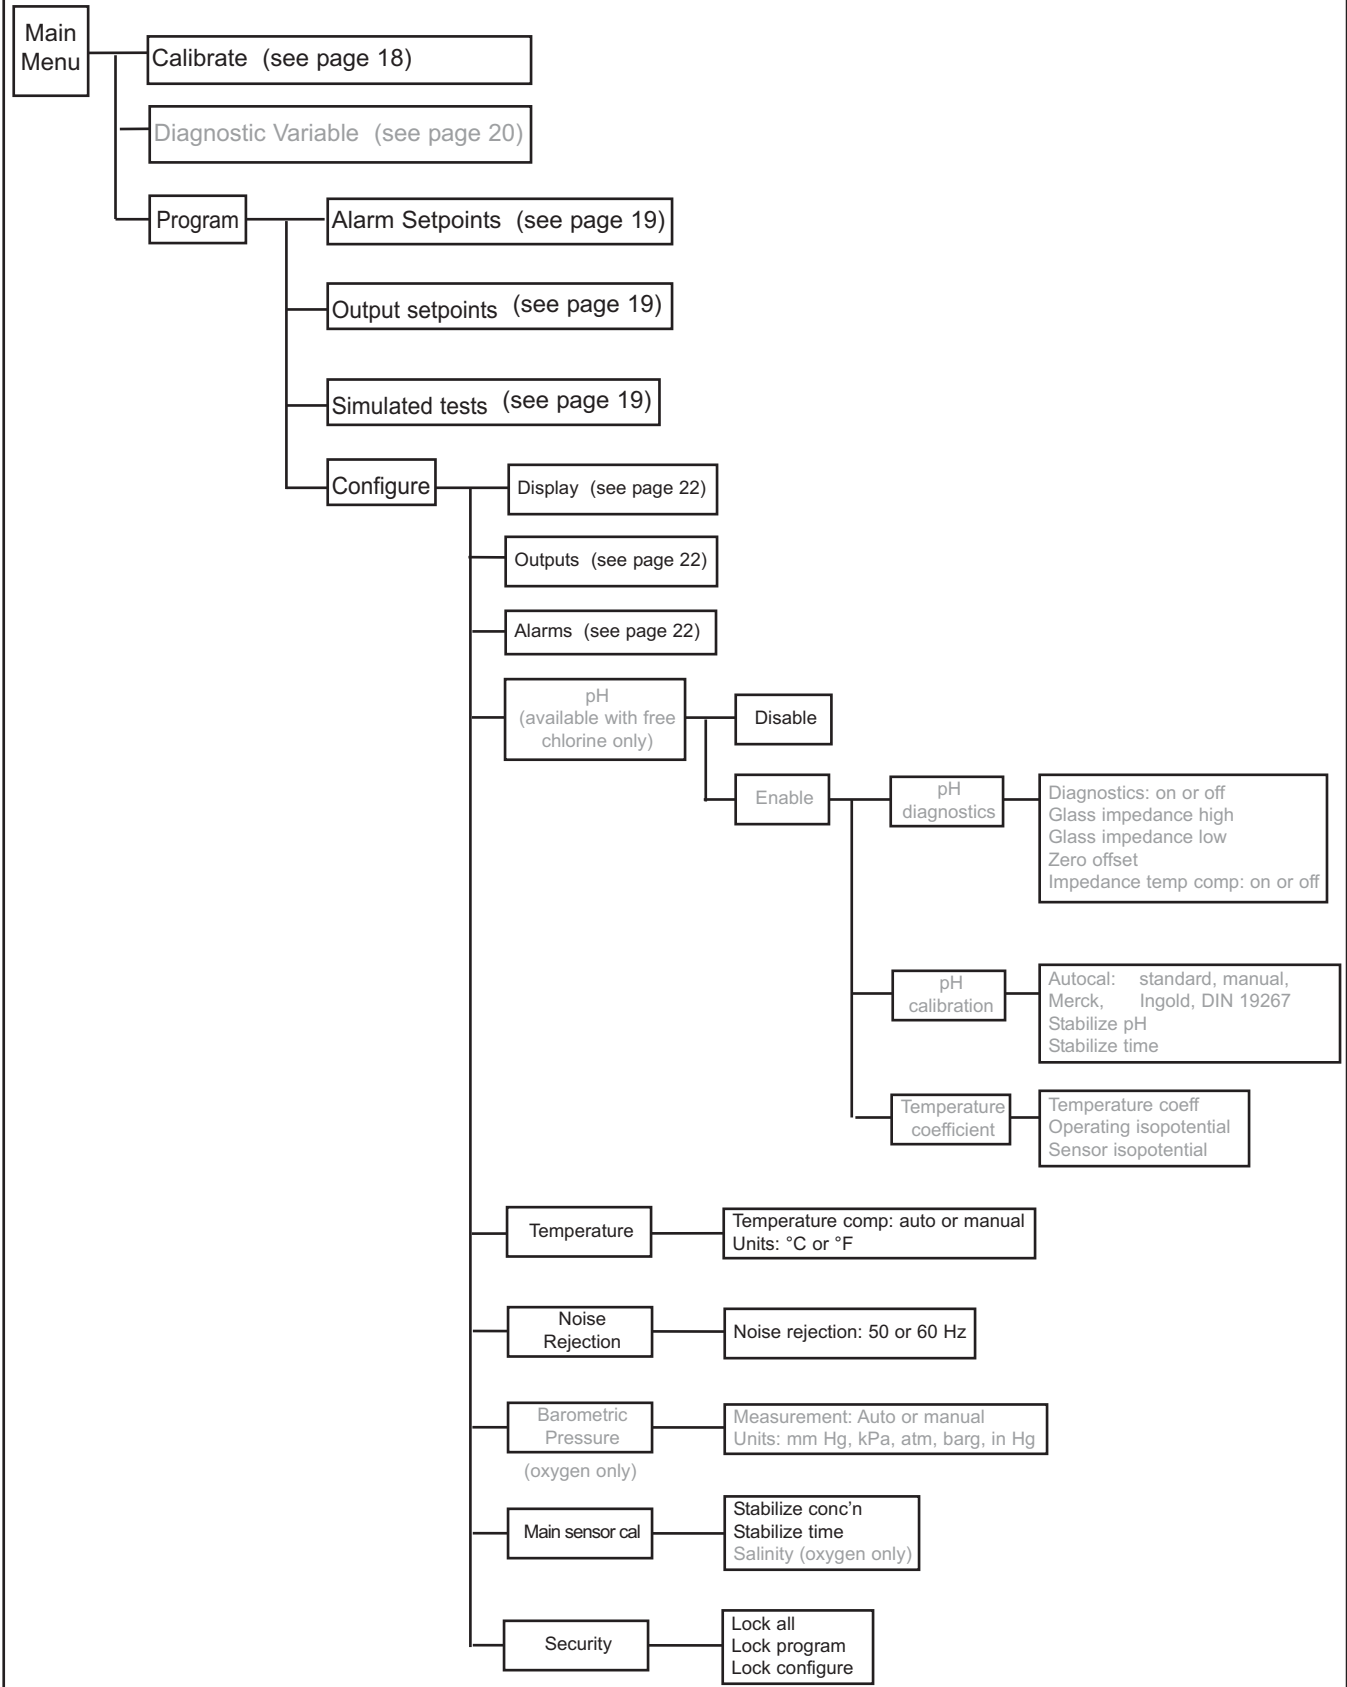 Main
Menu
Calibrate (see page 18)
Diagnostic Variable (see page 20)
Program
Alarm Setpoints (see page 19)
Output setpoints (see page 19)
Simulated tests (see page 19)
Configure
Display (see page 22)
Outputs (see page 22)
Alarms (see page 22)
pH
(available with free
chlorine only)
Disable
Enable
pH
diagnostics
Diagnostics: on or off
Glass impedance high
Glass impedance low
Zero offset
Impedance temp comp: on or off
pH
calibration
Autocal: standard, manual,
Merck, Ingold, DIN 19267
Stabilize pH
Stabilize time
Temperature
coefficient
Temperature coeff
Operating isopotential
Sensor isopotential
Temperature
Temperature comp: auto or manual
Units: °C or °F
Noise
Rejection
Noise rejection: 50 or 60 Hz
Barometric
Pressure
(oxygen only)
Measurement: Auto or manual
Units: mm Hg, kPa, atm, barg, in Hg
Main sensor cal
Stabilize conc'n
Stabilize time
Salinity (oxygen only)
Security
Lock all
Lock program
Lock configure